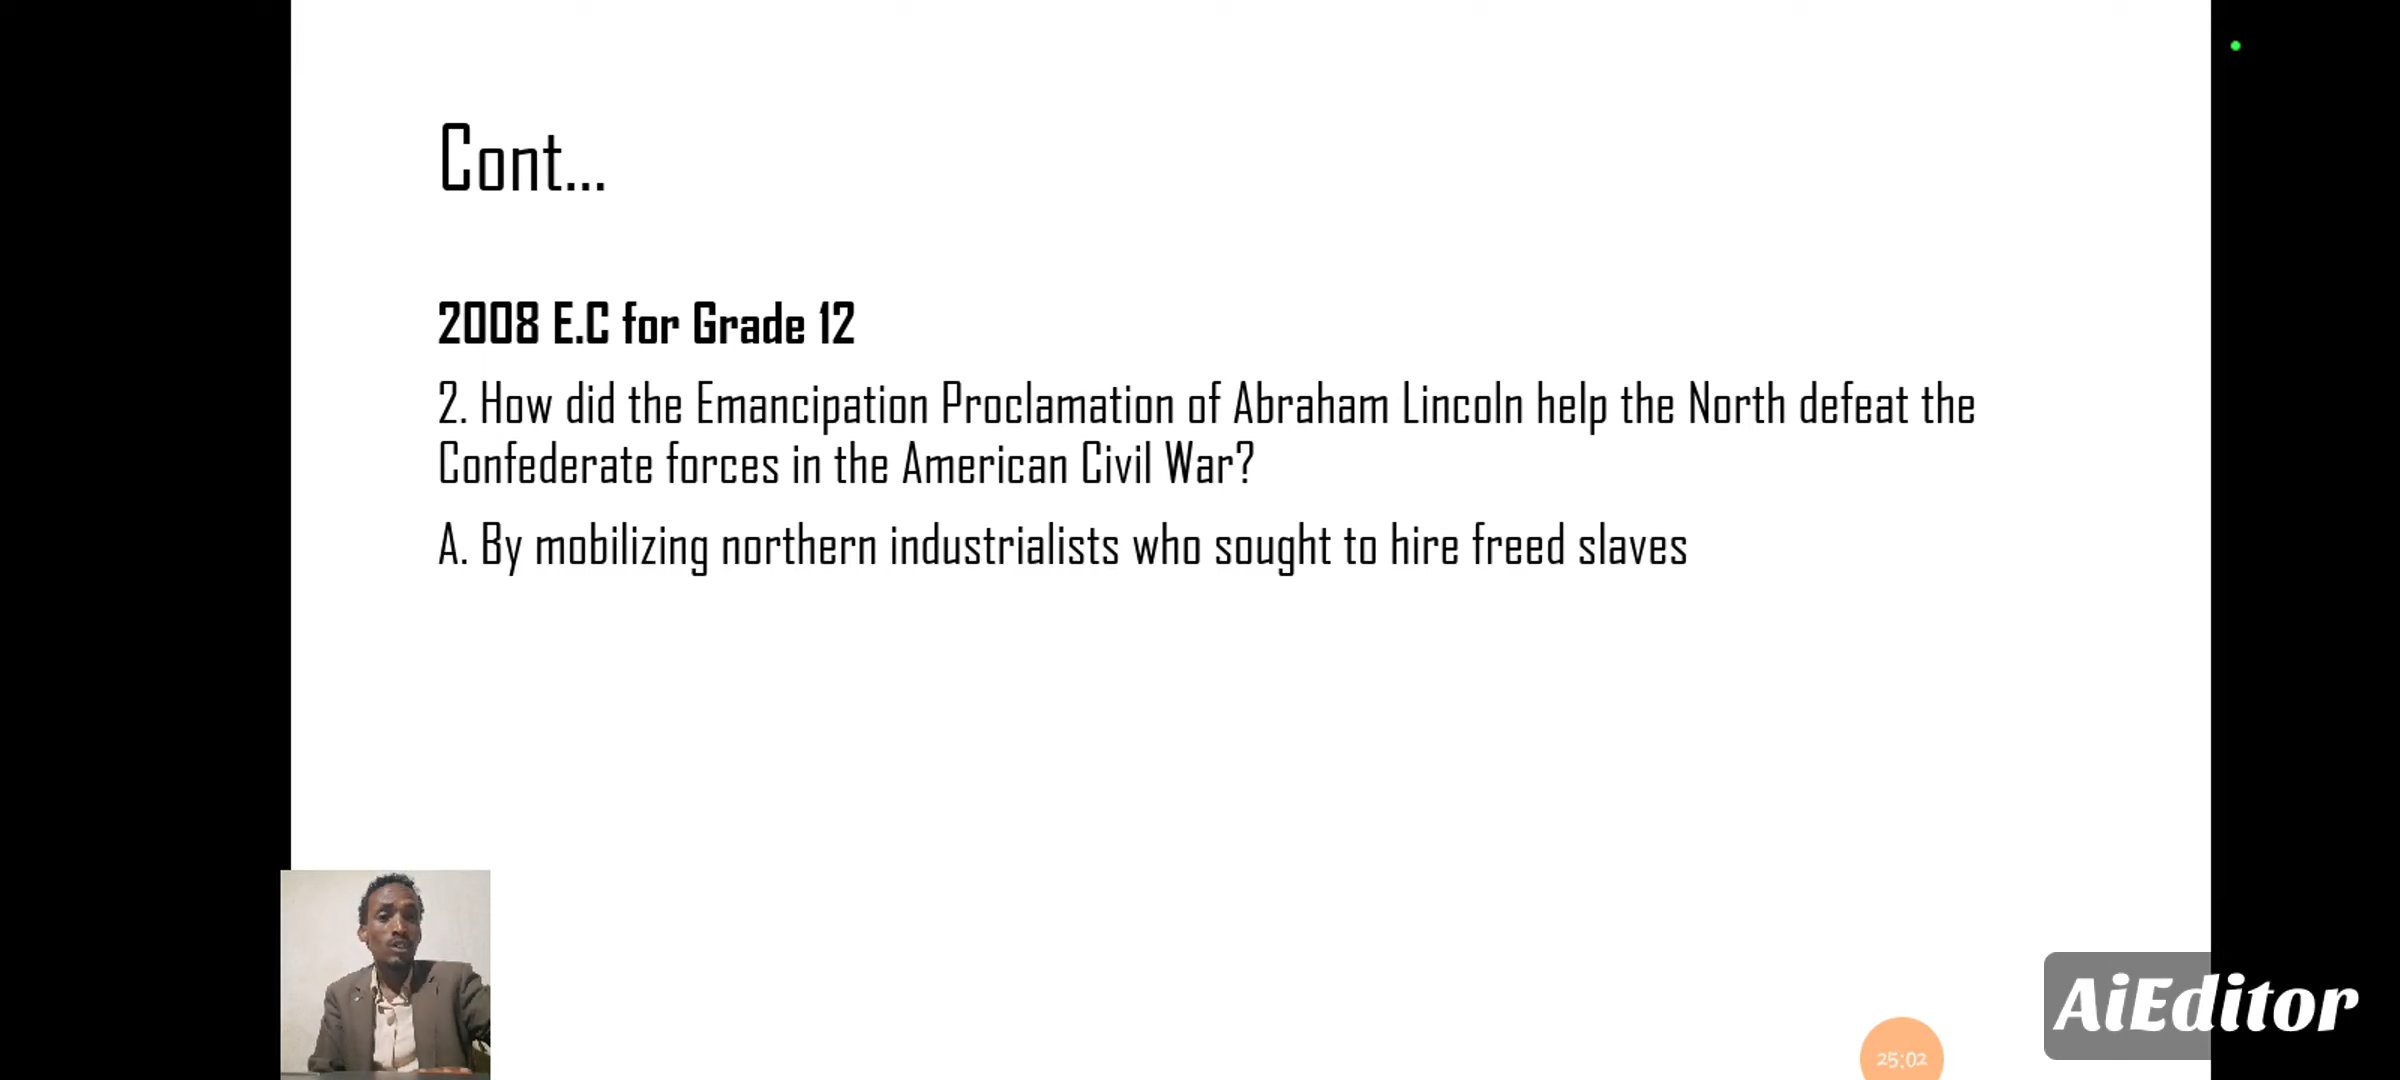 Cont...
2008 E.C for Grade 12
2. How did the Emancipation Proclamation of Abraham Lincoln help the North defeat the
Confederate forces in the American Civil War?
A. By mobilizing northern industrialists who sought to hire freed slaves
AiEditor
25:02